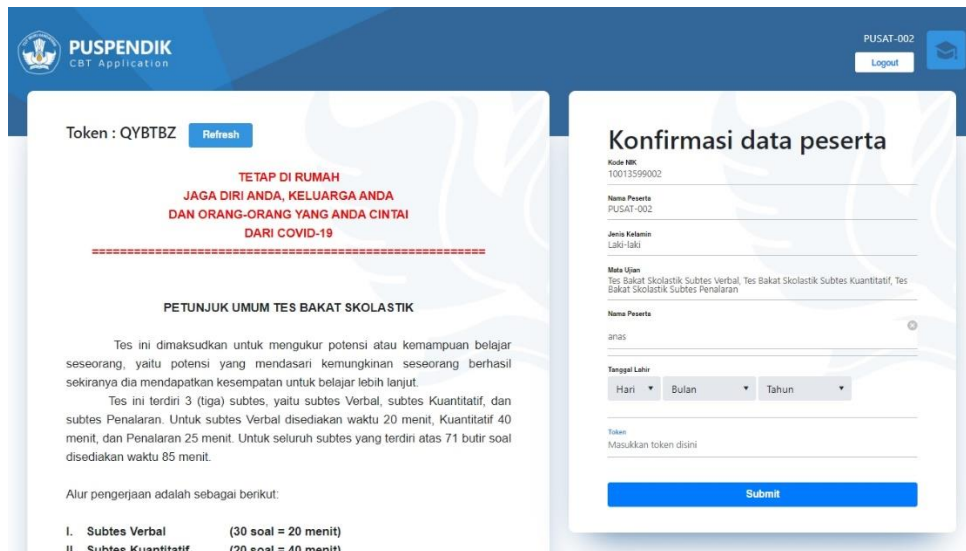 PUSPENDIK
CBT Application
PUSAT-002
Logout
Token : QYBTBZ
Refresh
TETAP DI RUMAH
JAGA DIRI ANDA, KELUARGA ANDA
DAN ORANG-ORANG YANG ANDA CINTAI
DARI COVID-19
========================================================
PETUNJUK UMUM TES BAKAT SKOLASTIK
Tes ini dimaksudkan untuk mengukur potensi atau kemampuan belajar
seseorang, yaitu potensi yang mendasari kemungkinan seseorang berhasil
sekiranya dia mendapatkan kesempatan untuk belajar lebih lanjut.
Tes ini terdiri 3 (tiga) subtes, yaitu subtes Verbal, subtes Kuantitatif, dan
subtes Penalaran. Untuk subtes Verbal disediakan waktu 20 menit, Kuantitatif 40
menit, dan Penalaran 25 menit. Untuk seluruh subtes yang terdiri atas 71 butir soal
disediakan waktu 85 menit.
Alur pengerjaan adalah sebagai berikut:
I. Subtes Verbal (30 soal = 20 menit)
II. Subtes Kuantitatif (20 soal = 40 menit)
Konfirmasi data peserta
Kode NIK
10013599002
Nama Peserta
PUSAT-002
Jenis Kelamin
Laki-laki
Mata Ujian
Tes Bakat Skolastik Subtes Verbal, Tes Bakat Skolastik Subtes Kuantitatif, Tes
Bakat Skolastik Subtes Penalaran
Nama Peserta
anas
Tanggal Lahir
Hari Bulan Tahun
Token
Masukkan token disini
Submit